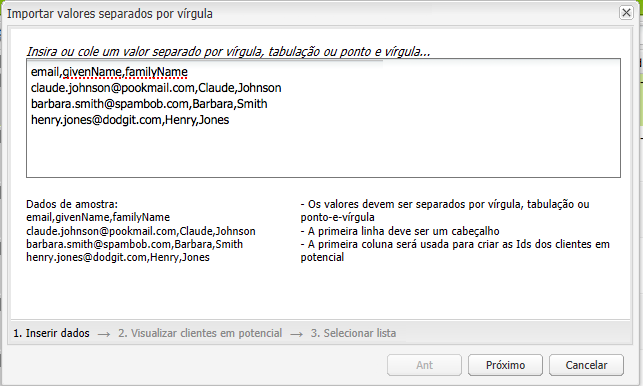 Importar valores separados por vírgula
Insira ou cole um valor separado por vírgula, tabulação ou ponto e vírgula...
email,givenName,familyName
claude.johnson@pookmail.com,Claude,Johnson
barbara.smith@spambob.com,Barbara,Smith
henry.jones@dodgit.com,Henry,Jones
Dados de amostra:
email,givenName,familyName
claude.johnson@pookmail.com,Claude,Johnson
barbara.smith@spambob.com,Barbara,Smith
henry.jones@dodgit.com,Henry,Jones
- Os valores devem ser separados por vírgula, tabulação ou
ponto-e-vírgula
- A primeira linha deve ser um cabeçalho
- A primeira coluna será usada para criar as Ids dos clientes em
potencial
1. Inserir dados → 2. Visualizar clientes em potencial → 3. Selecionar lista
Ant Próximo Cancelar